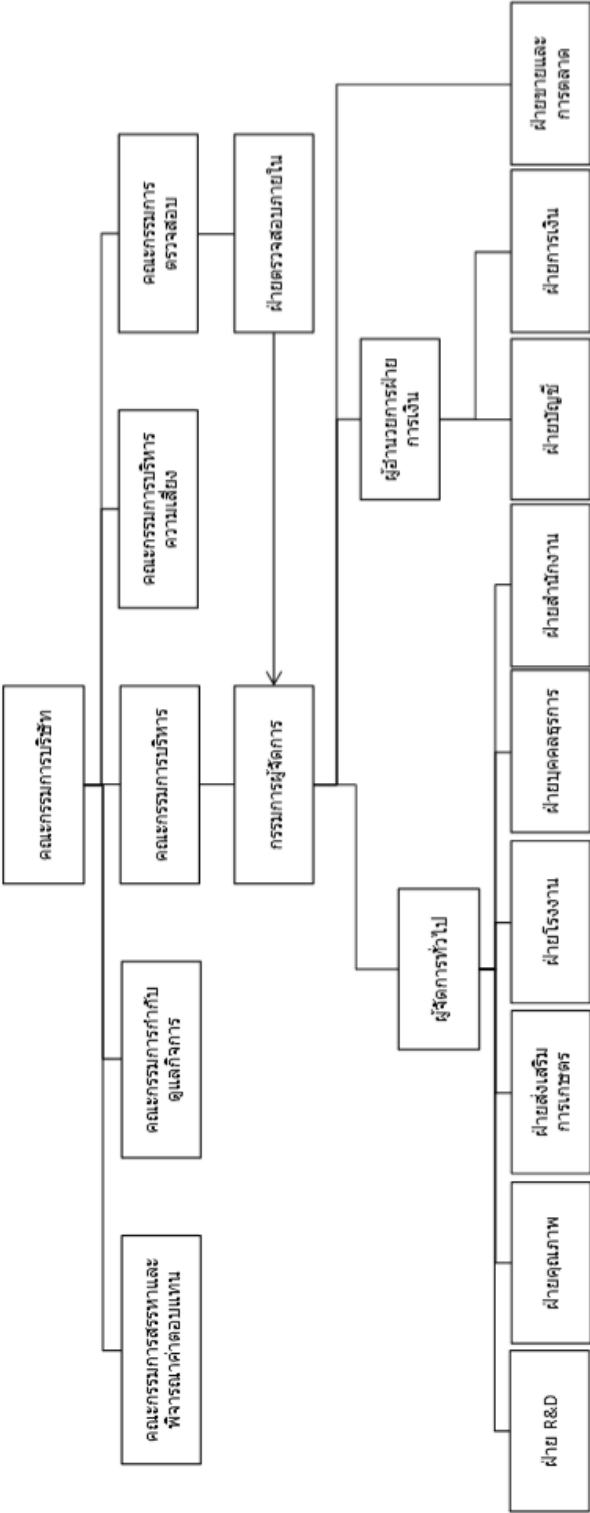 คณะกรรมการบริษัท
คณะกรรมการสรรหาและ
พิจารณาค่าตอบแทน
คณะกรรมการกำกับ
ดูแลกิจการ
คณะกรรมการบริหาร
คณะกรรมการบริหาร
ความเสี่ยง
คณะกรรมการ
ตรวจสอบ
กรรมการผู้จัดการ
ฝ่ายตรวจสอบภายใน
ผู้จัดการทั่วไป
ผู้อำนวยการฝ่าย
การเงิน
ฝ่าย R&D
ฝ่ายคุณภาพ
ฝ่ายส่งเสริม
การเกษตร
ฝ่ายโรงงาน
ฝ่ายบุคคลธุรการ
ฝ่ายสำนักงาน
ฝ่ายบัญชี
ฝ่ายการเงิน
ฝ่ายขายและ
การตลาด